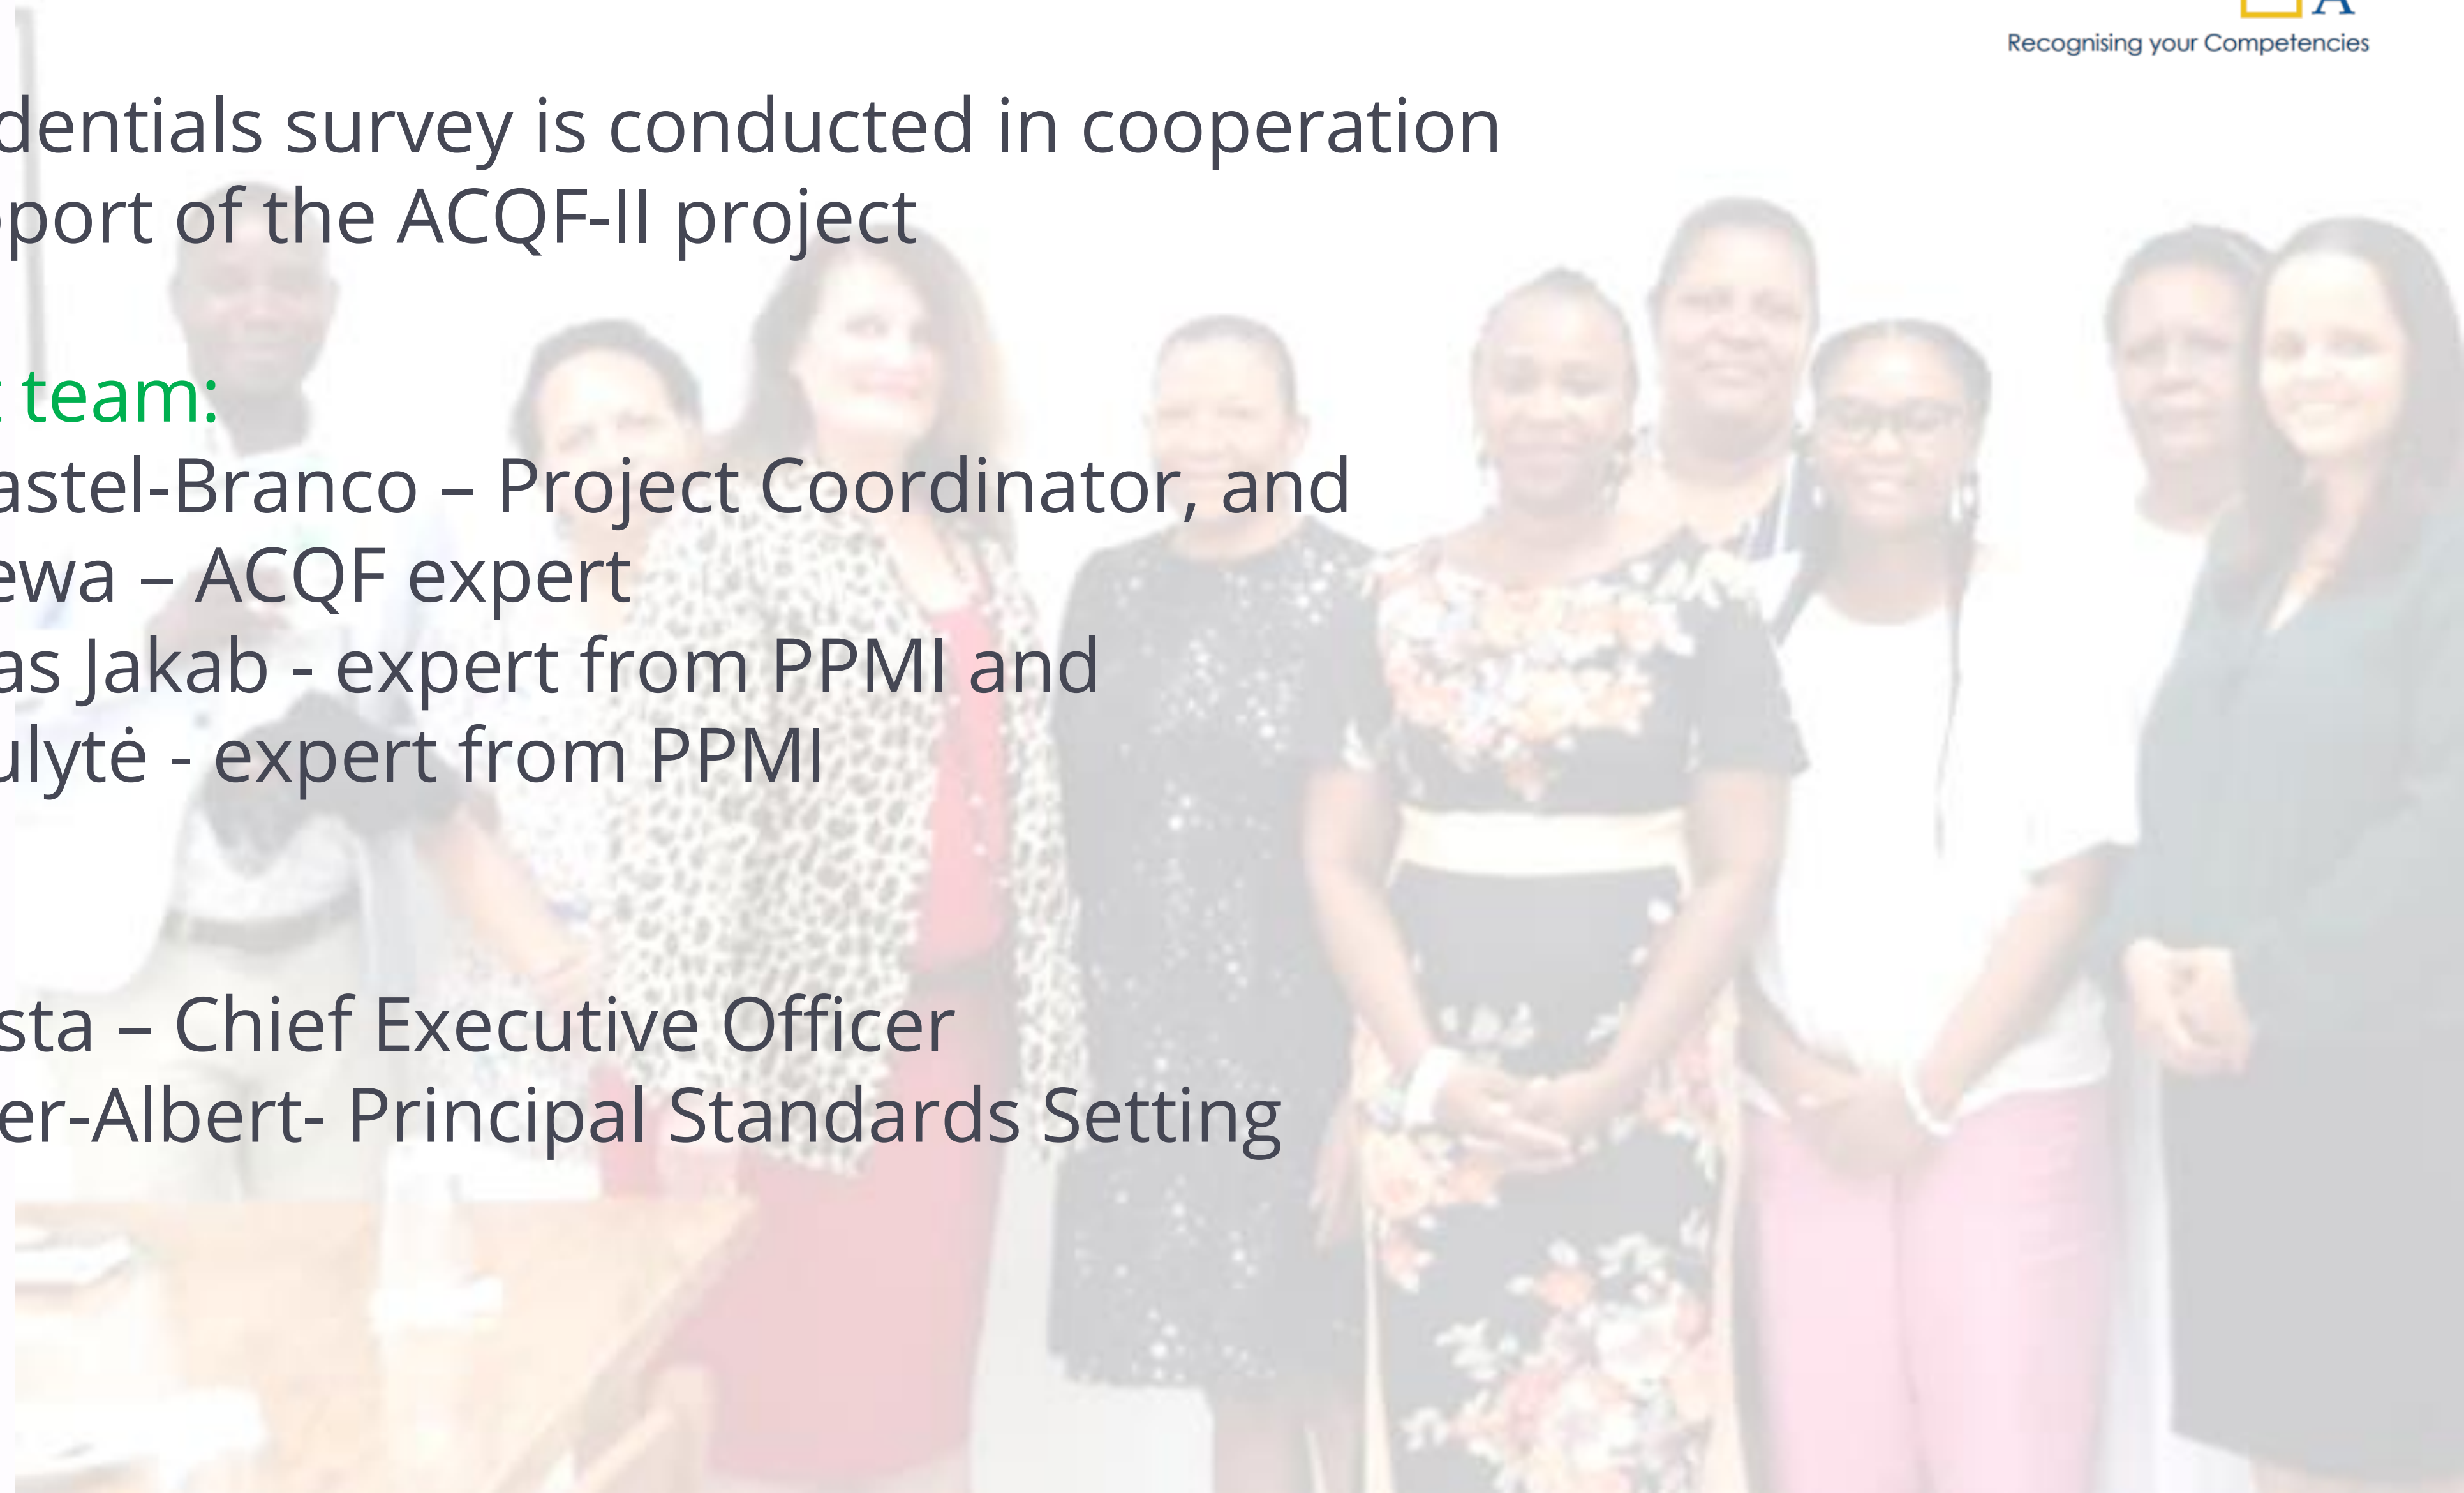 A
Recognising your Competencies
dentials survey is conducted in cooperation
port of the ACQF-II project
team:
astel-Branco – Project Coordinator, and
ewa – ACQF expert
as Jakab - expert from PPMI and
ulytė - expert from PPMI
sta – Chief Executive Officer
er-Albert- Principal Standards Setting